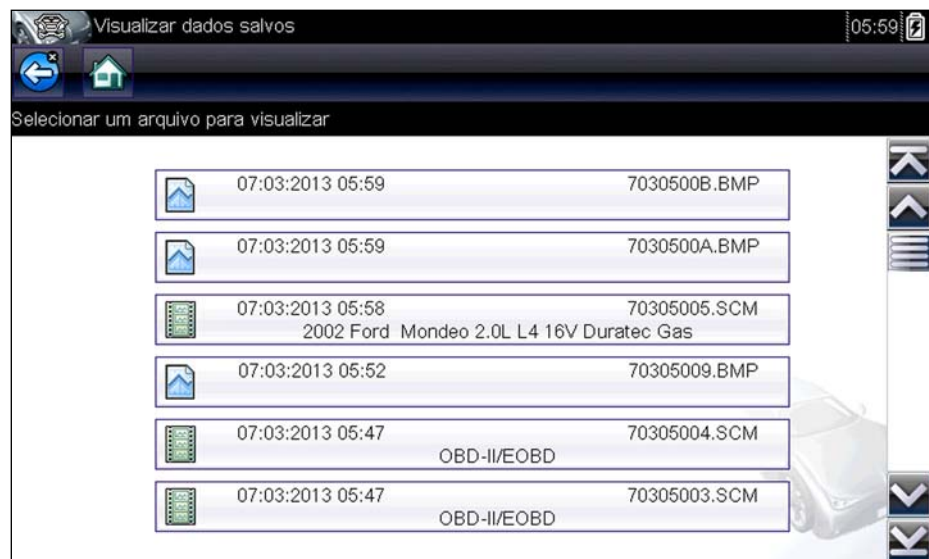 Visualizar dados salvos 05:59
Selecionar um arquivo para visualizar
07:03:2013 05:59 7030500B.BMP
07:03:2013 05:59 7030500A.BMP
07:03:2013 05:58 70305005.SCM
2002 Ford Mondeo 2.0L L4 16V Duratec Gas
07:03:2013 05:52 70305009.BMP
07:03:2013 05:47 70305004.SCM
OBD-II/EOBD
07:03:2013 05:47 70305003.SCM
OBD-II/EOBD